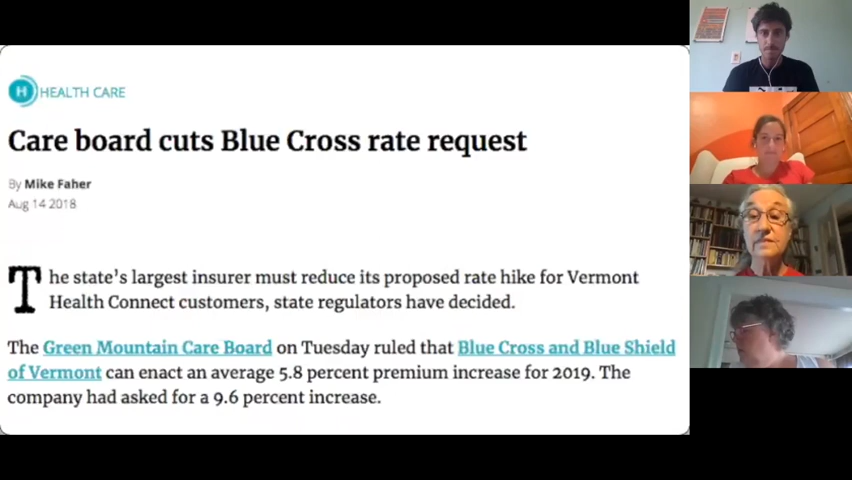 H HEALTH CARE
Care board cuts Blue Cross rate request
By Mike Faher
Aug 14 2018
The state's largest insurer must reduce its proposed rate hike for Vermont
Health Connect customers, state regulators have decided.
The Green Mountain Care Board on Tuesday ruled that Blue Cross and Blue Shield
of Vermont can enact an average 5.8 percent premium increase for 2019. The
company had asked for a 9.6 percent increase.